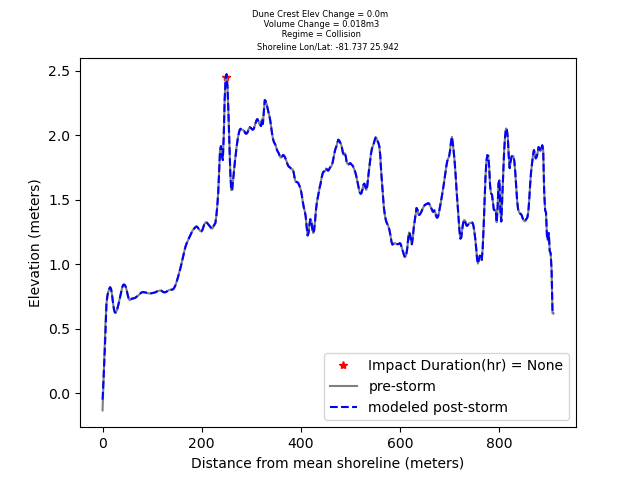 Dune Crest Elev Change = 0.0m
Volume Change = 0.018m3
Regime = Collision
Shoreline Lon/Lat: -81.737 25.942
2.5
2.0
1.5
1.0
0.5
0.0
Elevation (meters)
Impact Duration(hr) = None
pre-storm
modeled post-storm
0 200 400 600 800
Distance from mean shoreline (meters)